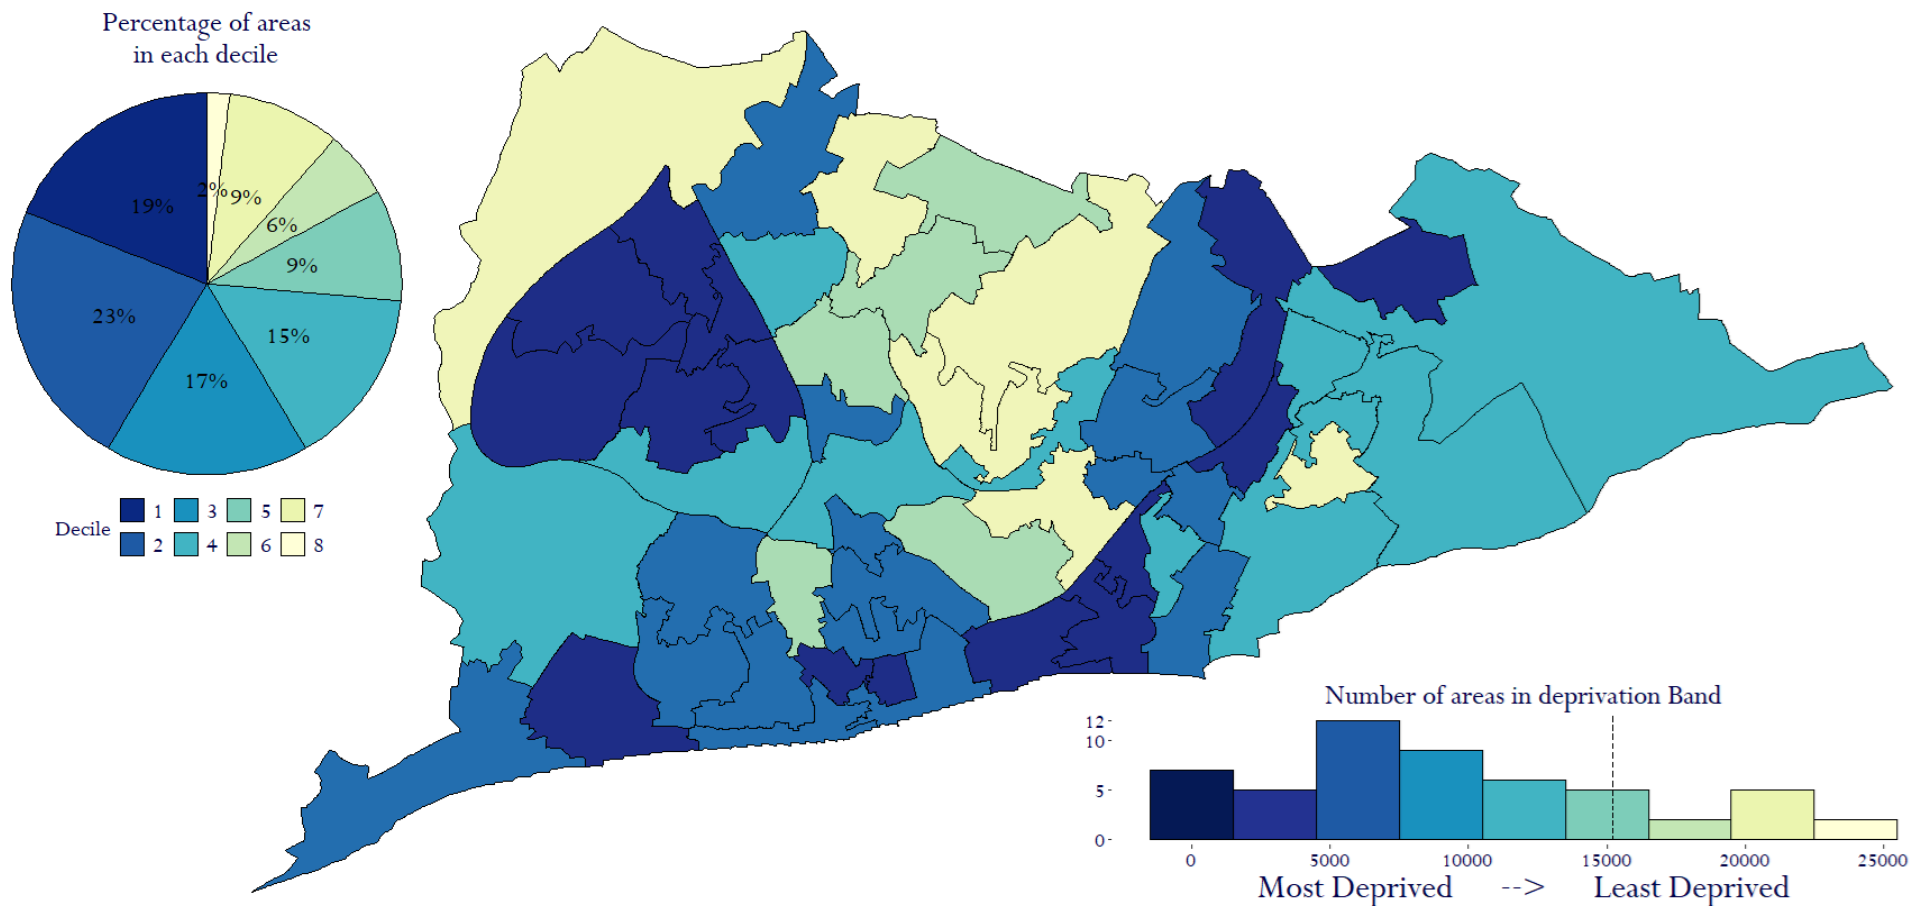 Percentage of areas
in each decile
2%
9%
19%
6%
9%
23%
15%
17%
Decile
1 3 5 7
2 4 6 8
Number of areas in deprivation Band
12
10
5
0
0 5000 10000 15000 20000 25000
Most Deprived --> Least Deprived